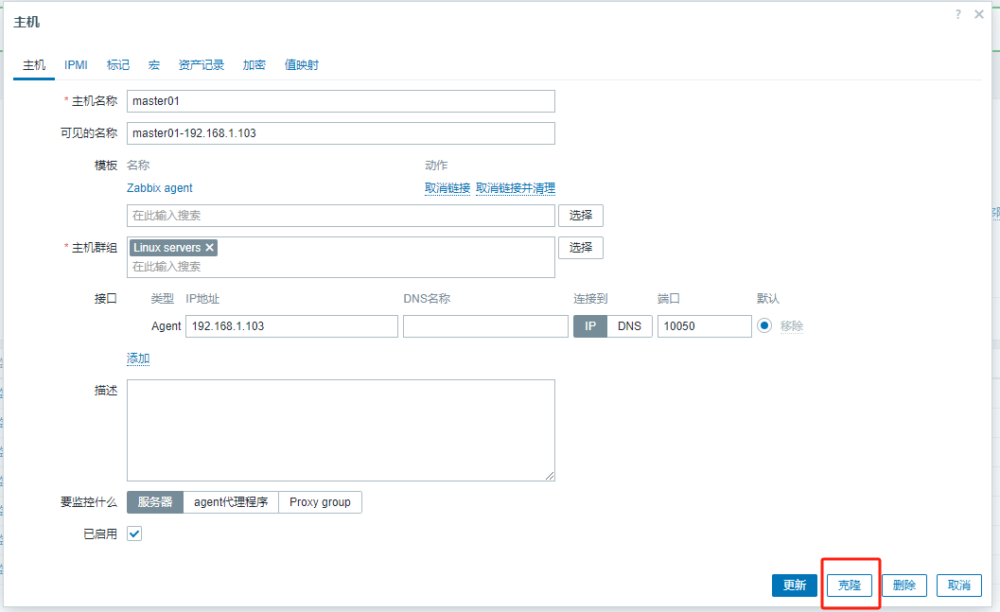 主机
?
主机 IPMI 标记 宏 资产记录 加密 值映射
* 主机名称 master01
可见的名称 master01-192.168.1.103
模板 名称 动作
Zabbix agent 取消链接 取消链接并清理
在此输入搜索 选择
* 主机群组 Linux servers 选择
在此输入搜索
接口 类型 IP地址 DNS名称 连接到 端口 默认
Agent 192.168.1.103 IP DNS 10050 移除
添加
描述
要监控什么 服务器 agent代理程序 Proxy group
已启用
更新 克隆 删除 取消